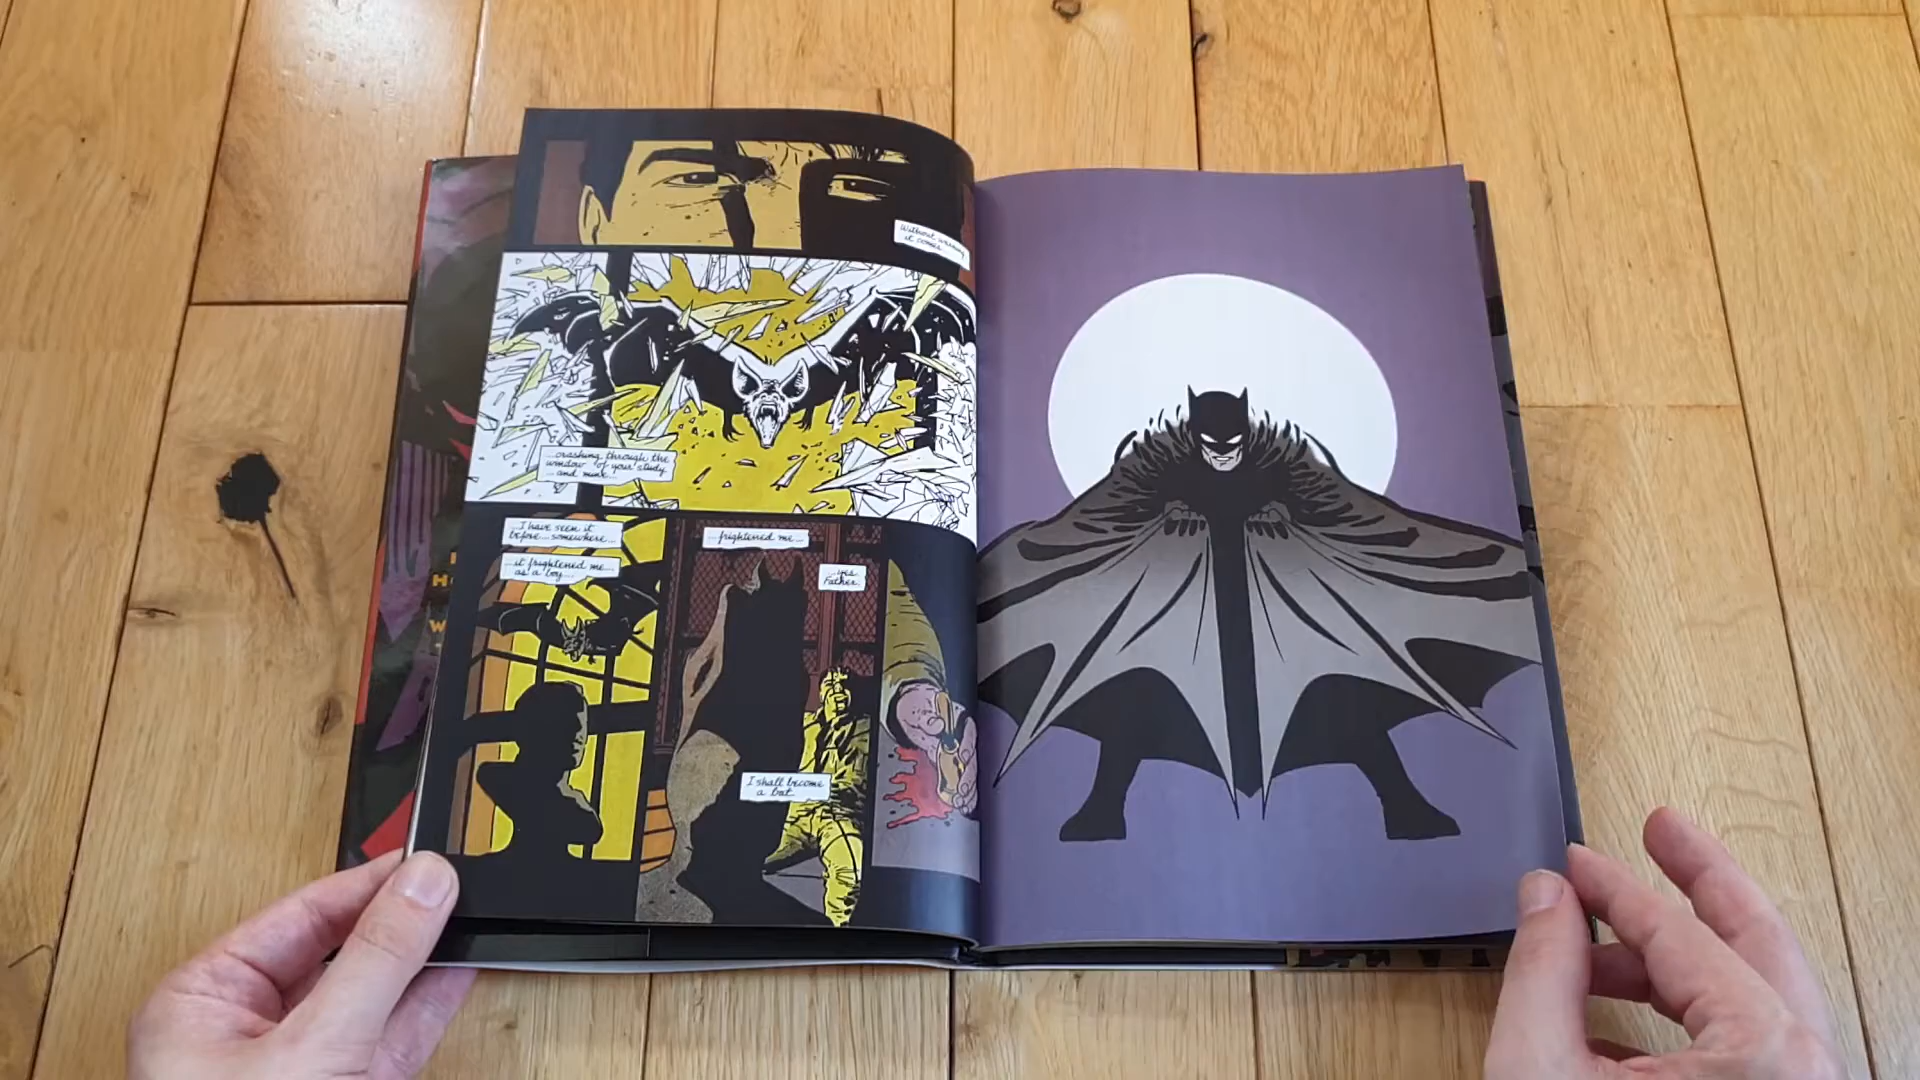 Without warning
it comes
...crashing through the
window of your study
...and mine...
...I have seen it
before... somewhere...
...it frightened me...
as a boy...
...frightened me...
...yes
Father.
I shall become
a bat